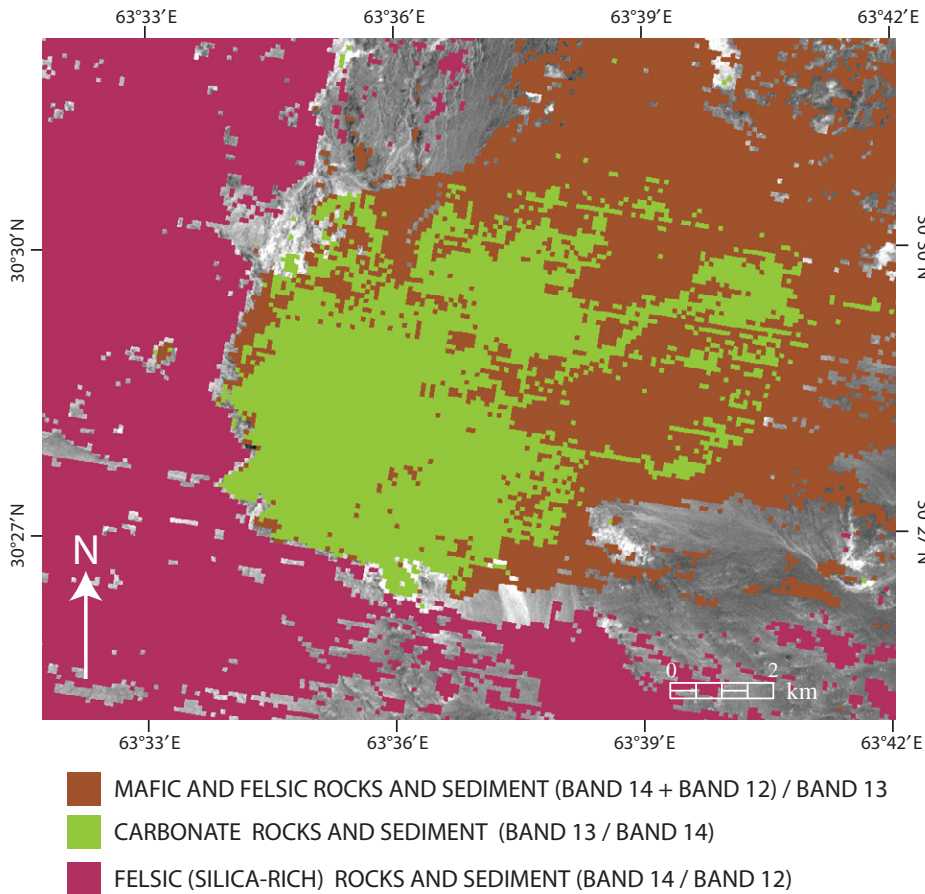 63°33′E 63°36′E 63°39′E 63°42′E
30°30′N
30°30′N
30°27′N
30°27′N
N
0 2
km
63°33′E 63°36′E 63°39′E 63°42′E
MAFIC AND FELSIC ROCKS AND SEDIMENT (BAND 14 + BAND 12) / BAND 13
CARBONATE ROCKS AND SEDIMENT (BAND 13 / BAND 14)
FELSIC (SILICA-RICH) ROCKS AND SEDIMENT (BAND 14 / BAND 12)